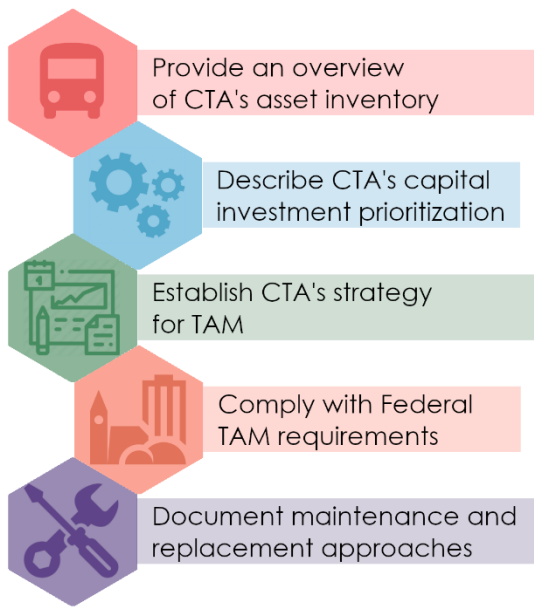 Provide an overview
of CTA's asset inventory
Describe CTA's capital
investment prioritization
Establish CTA's strategy
for TAM
Comply with Federal
TAM requirements
Document maintenance and
replacement approaches